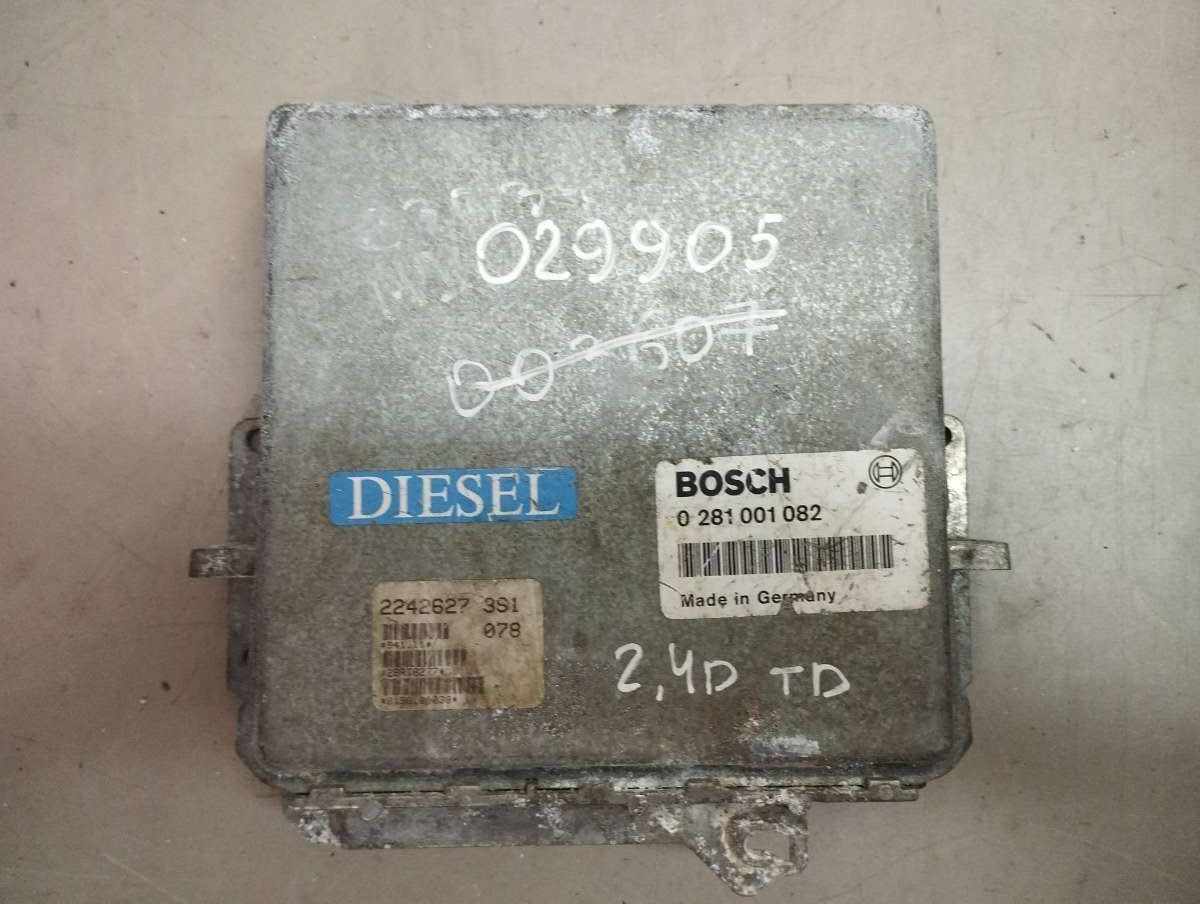 029905
DIESEL
BOSCH
0 281 001 082
Made in Germany
2242627 3S1
078
2,4D TD